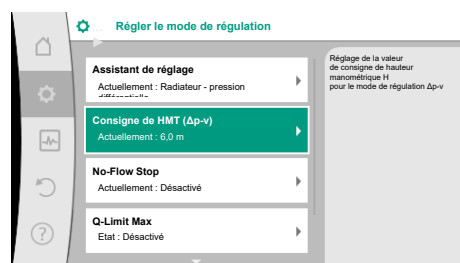 Régler le mode de régulation
Assistant de réglage
Actuellement : Radiateur - pression
différentielle
Consigne de HMT (Δp-v)
Actuellement : 6,0 m
No-Flow Stop
Actuellement : Désactivé
Q-Limit Max
Etat : Désactivé
Réglage de la valeur
de consigne de hauteur
manométrique H
pour le mode de régulation Δp-v